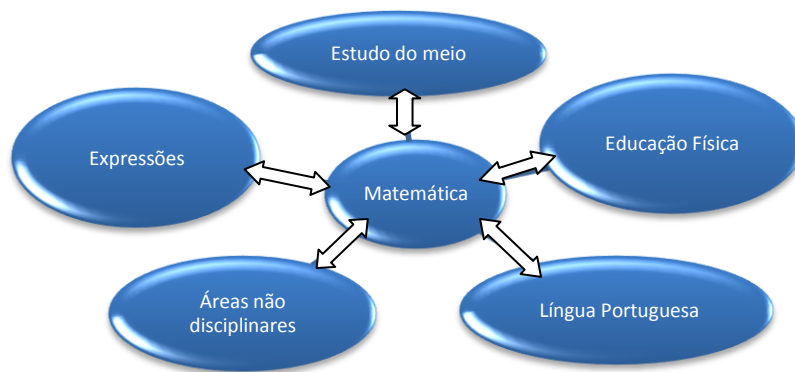 Estudo do meio
Expressões
Educação Física
Matemática
Áreas não
disciplinares
Língua Portuguesa